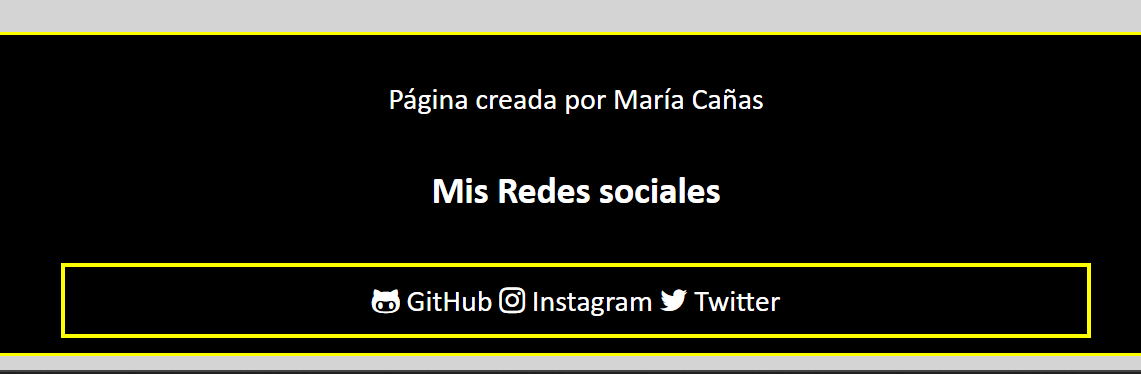 Página creada por María Cañas
Mis Redes sociales
GitHub Instagram Twitter